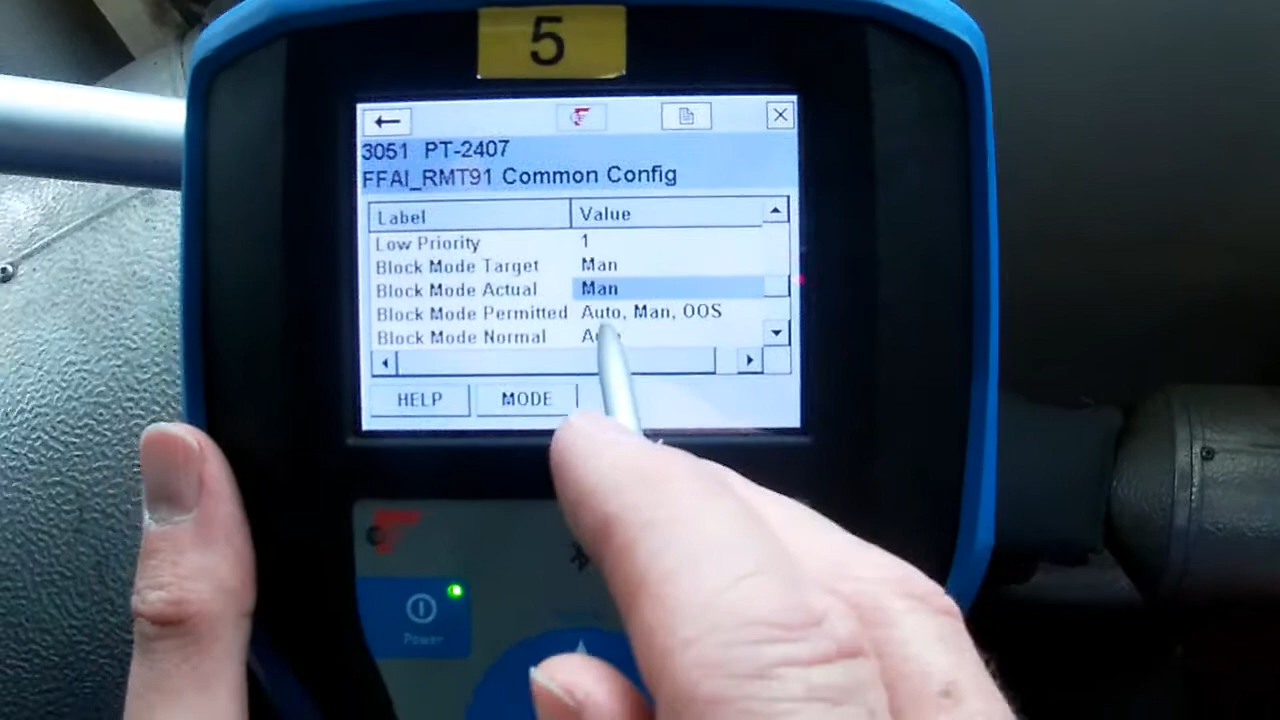 5
3051 PT-2407
FFAI_RMT91 Common Config
Label Value
Low Priority 1
Block Mode Target Man
Block Mode Actual Man
Block Mode Permitted Auto, Man, OOS
Block Mode Normal
HELP MODE
Power